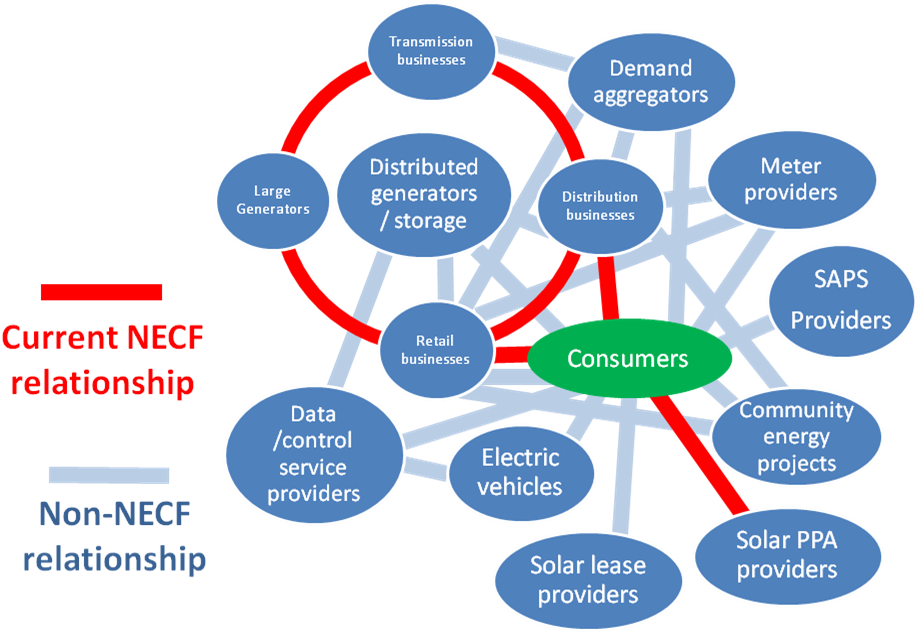 Transmission
businesses
Demand
aggregators
Distributed
generators
/ storage
Meter
providers
Large
Generators
Distribution
businesses
SAPS
Providers
Current NECF
relationship
Retail
businesses
Consumers
Data
/control
service
providers
Community
energy
projects
Electric
vehicles
Non-NECF
relationship
Solar lease
providers
Solar PPA
providers